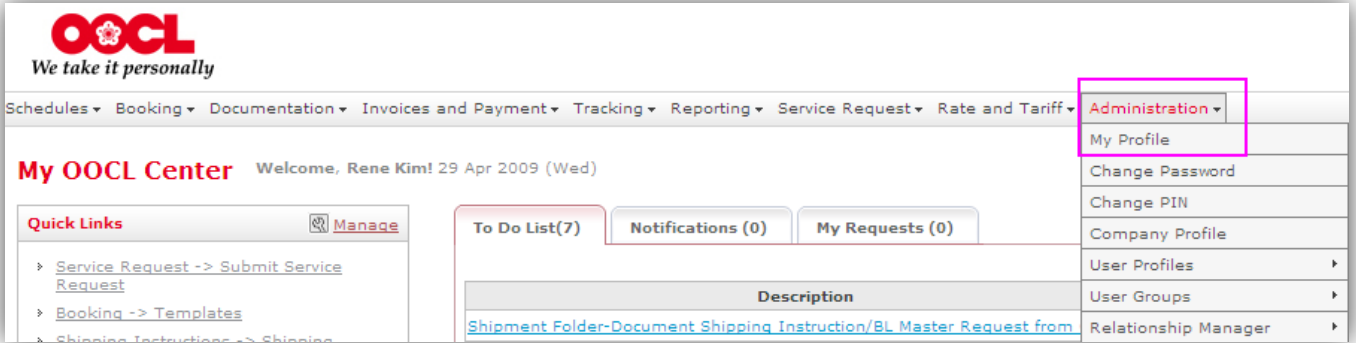 OOCL
We take it personally
Schedules Booking Documentation Invoices and Payment Tracking Reporting Service Request Rate and Tariff Administration
My Profile
Change Password
Change PIN
Company Profile
User Profiles
User Groups
Relationship Manager
My OOCL Center Welcome, Rene Kim! 29 Apr 2009 (Wed)
Quick Links Manage
Service Request -> Submit Service
Request
Booking -> Templates
Shipping Instructions -> Shipping
To Do List(7) Notifications (0) My Requests (0)
Description
Shipment Folder-Document Shipping Instruction/BL Master Request from